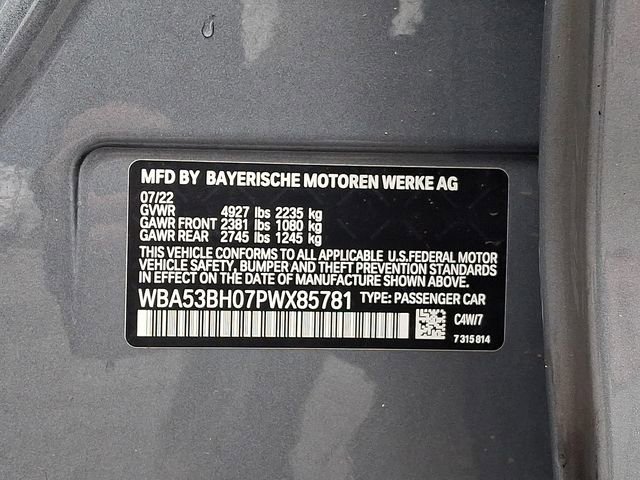 MFD BY BAYERISCHE MOTOREN WERKE AG
07/22
GVWR 4927 lbs 2235 kg
GAWR FRONT 2381 lbs 1080 kg
GAWR REAR 2745 lbs 1245 kg
THIS VEHICLE CONFORMS TO ALL APPLICABLE U.S.FEDERAL MOTOR
VEHICLE SAFETY, BUMPER AND THEFT PREVENTION STANDARDS
IN EFFECT ON THE DATE OF MANUFACTURE SHOWN ABOVE.
WBA53BH07PWX85781 TYPE: PASSENGER CAR
C4W/7
7 315 814